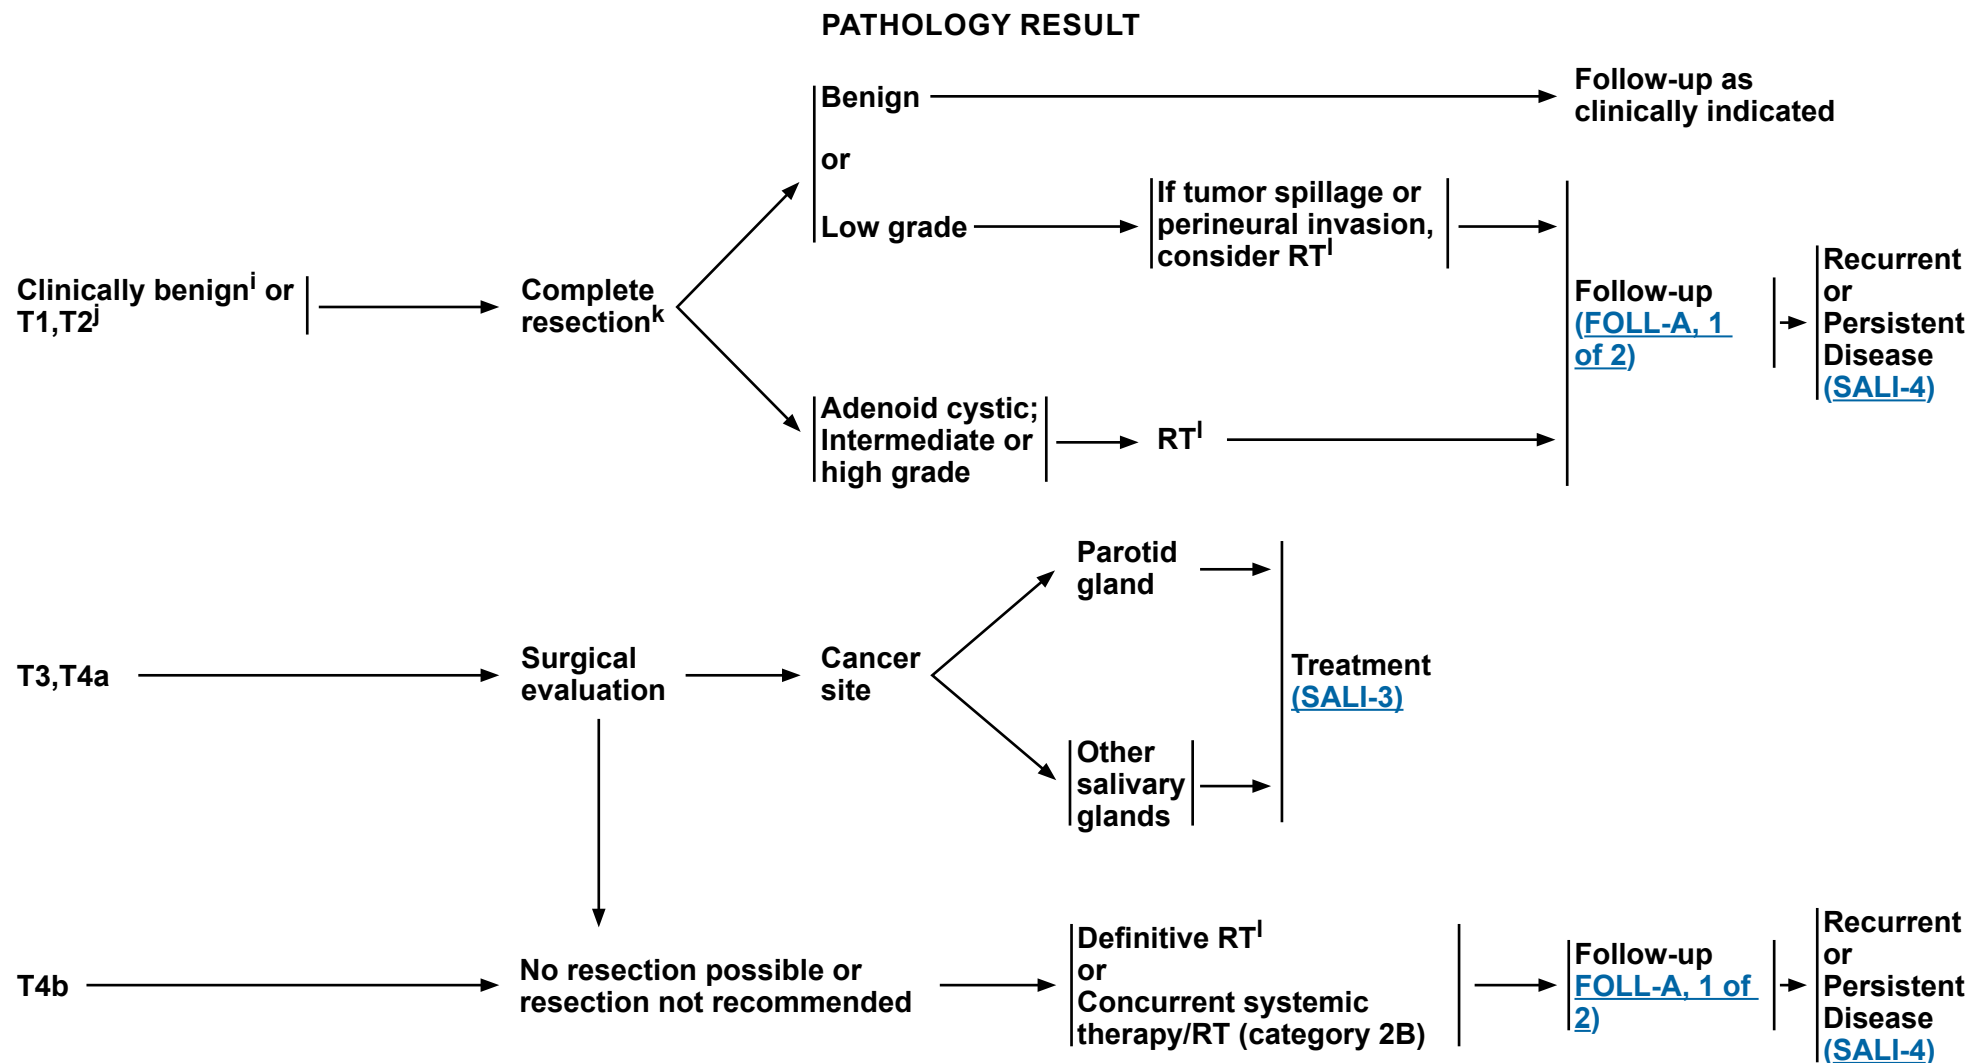 PATHOLOGY RESULT
Benign
Follow-up as
clinically indicated
or
Low grade
If tumor spillage or
perineural invasion,
consider RTl
Clinically benigni or
T1,T2j
Complete
resectionk
Follow-up
(FOLL-A, 1
of 2)
Recurrent
or
Persistent
Disease
(SALI-4)
Adenoid cystic;
Intermediate or
high grade
RTl
T3,T4a
Surgical
evaluation
Cancer
site
Parotid
gland
Other
salivary
glands
Treatment
(SALI-3)
T4b
No resection possible or
resection not recommended
Definitive RTl
or
Concurrent systemic
therapy/RT (category 2B)
Follow-up
FOLL-A, 1 of
2)
Recurrent
or
Persistent
Disease
(SALI-4)